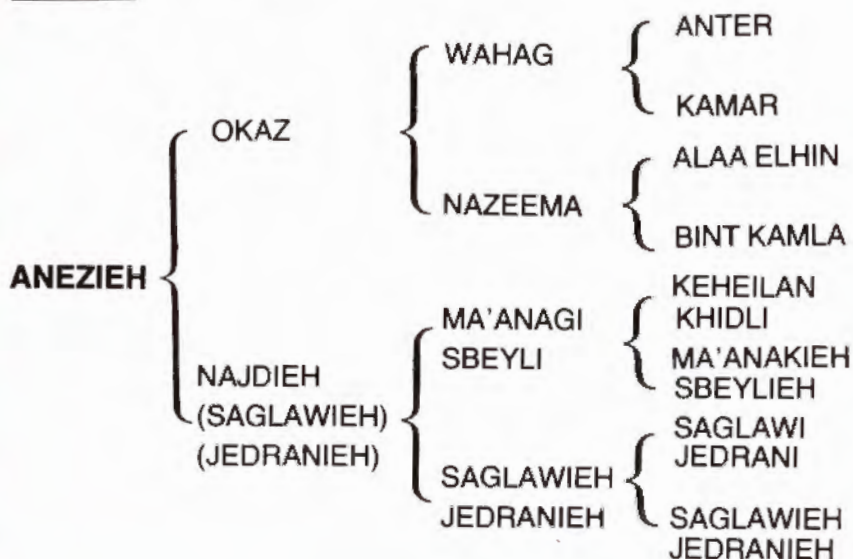 ANTER
WAHAG
KAMAR
OKAZ
ALAA ELHIN
NAZEEMA
BINT KAMLA
ANEZIEH
KEHEILAN
KHIDLI
MA'ANAGI
SBEYLI
MA'ANAKIEH
SBEYLIEH
NAJDIEH
(SAGLAWIEH)
(JEDRANIEH)
SAGLAWI
JEDRANI
SAGLAWIEH
JEDRANIEH
SAGLAWIEH
JEDRANIEH